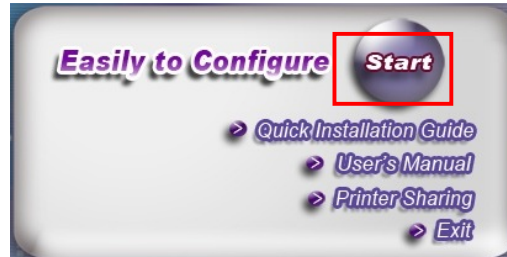 Easily to Configure Start
Quick Installation Guide
User's Manual
Printer Sharing
Exit